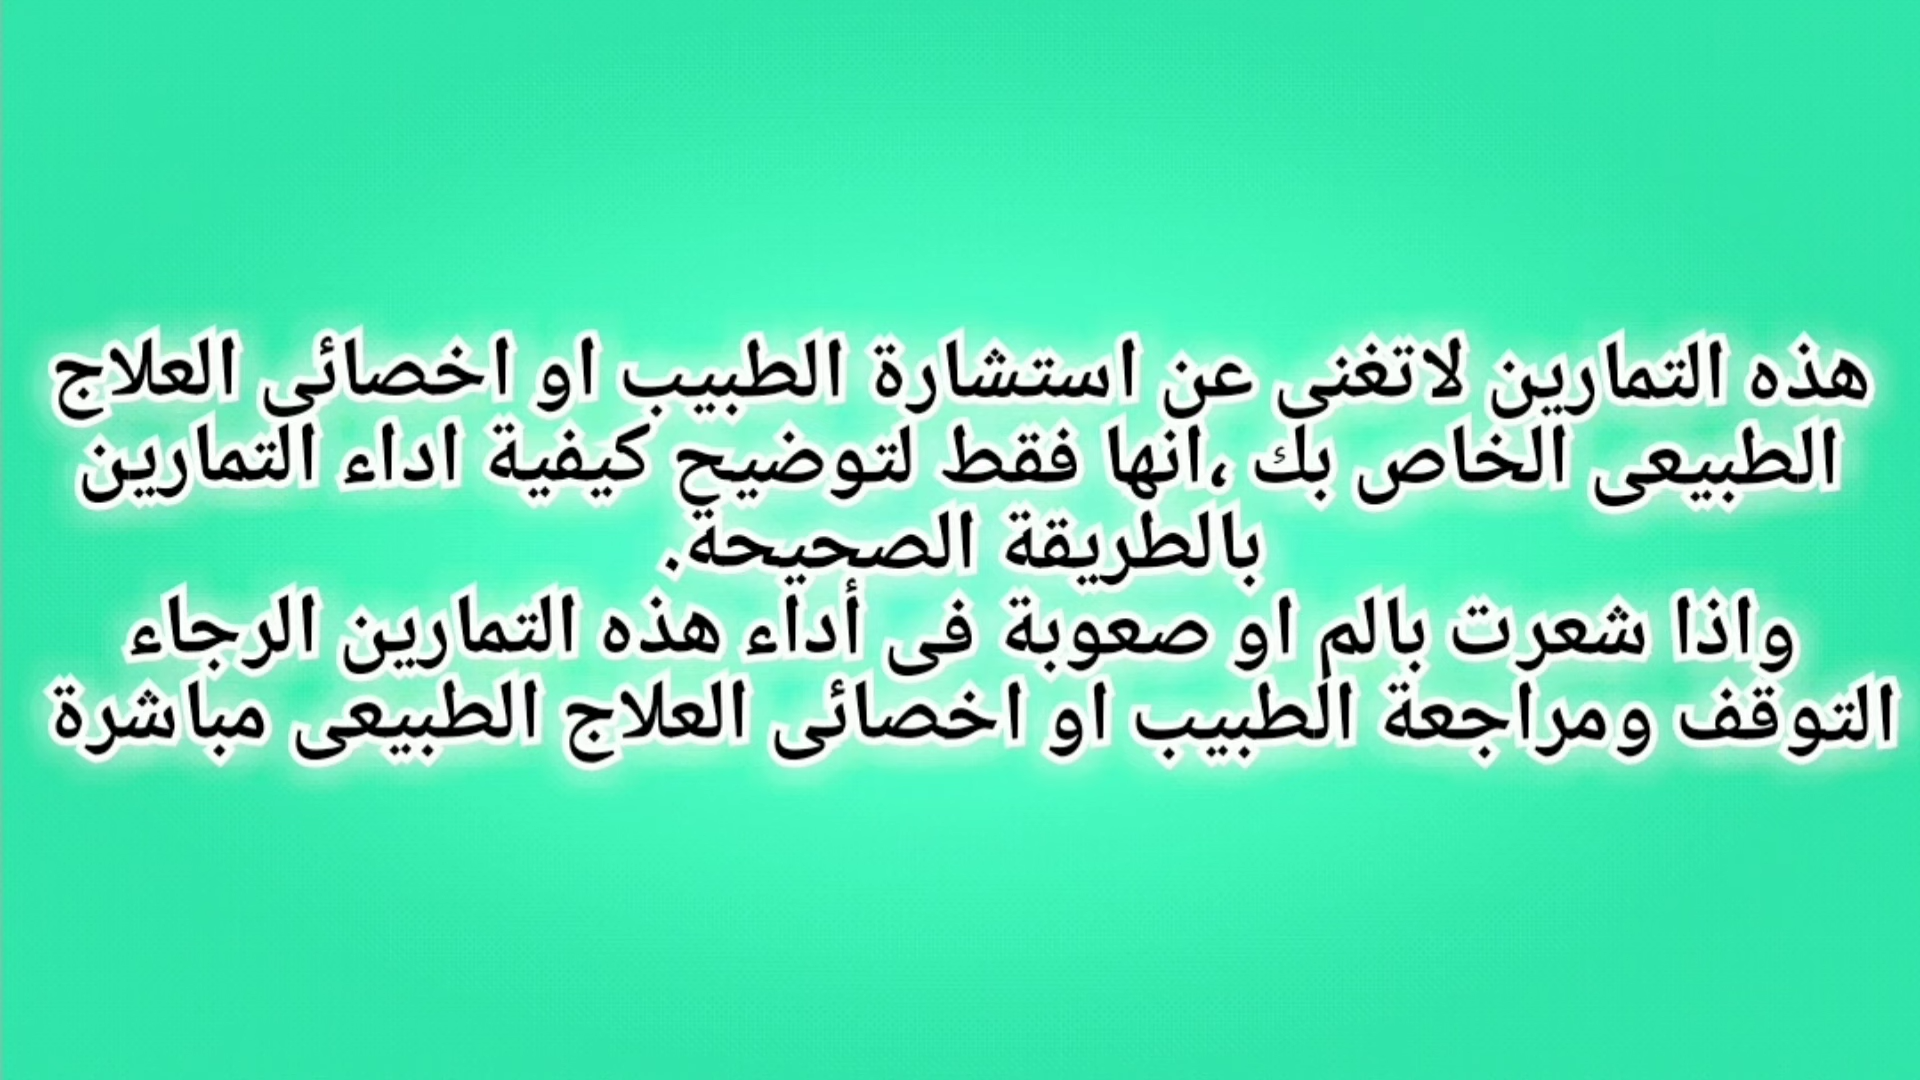 هذه التمارين لاتغنى عن استشارة الطبيب او اخصائى العلاج
الطبيعى الخاص بك ،انها فقط لتوضيح كيفية اداء التمارين
بالطريقة الصحيحة.
واذا شعرت بالم او صعوبة فى أداء هذه التمارين الرجاء
التوقف ومراجعة الطبيب او اخصائى العلاج الطبيعى مباشرة